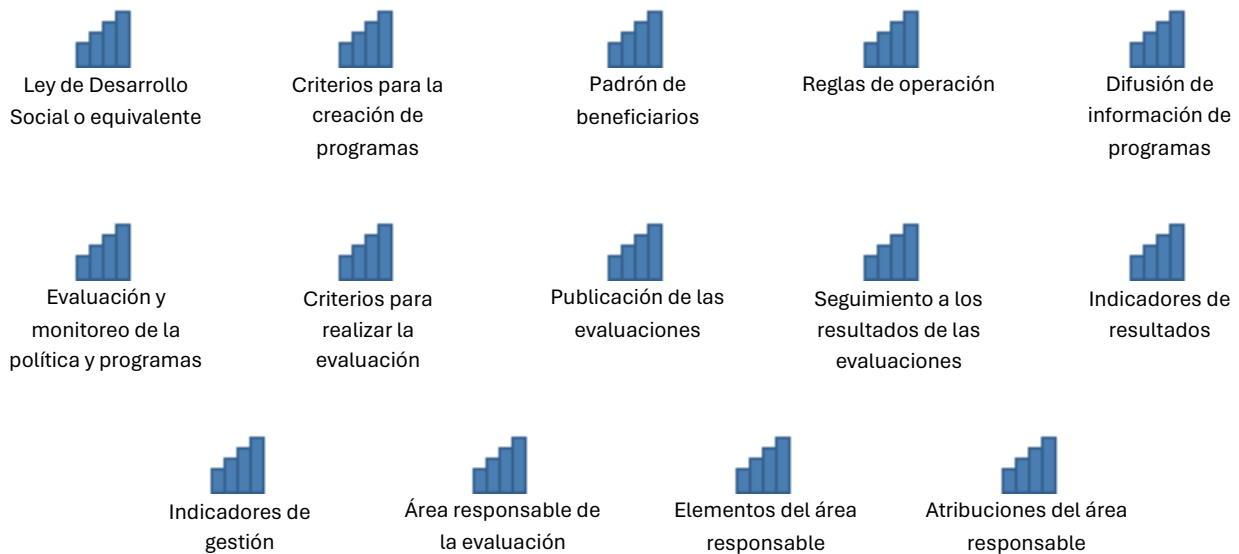 Ley de Desarrollo
Social o equivalente
Criterios para la
creación de
programas
Padrón de
beneficiarios
Reglas de operación
Difusión de
información de
programas
Evaluación y
monitoreo de la
política y programas
Criterios para
realizar la
evaluación
Publicación de las
evaluaciones
Seguimiento a los
resultados de las
evaluaciones
Indicadores de
resultados
Indicadores de
gestión
Área responsable de
la evaluación
Elementos del área
responsable
Atribuciones del área
responsable